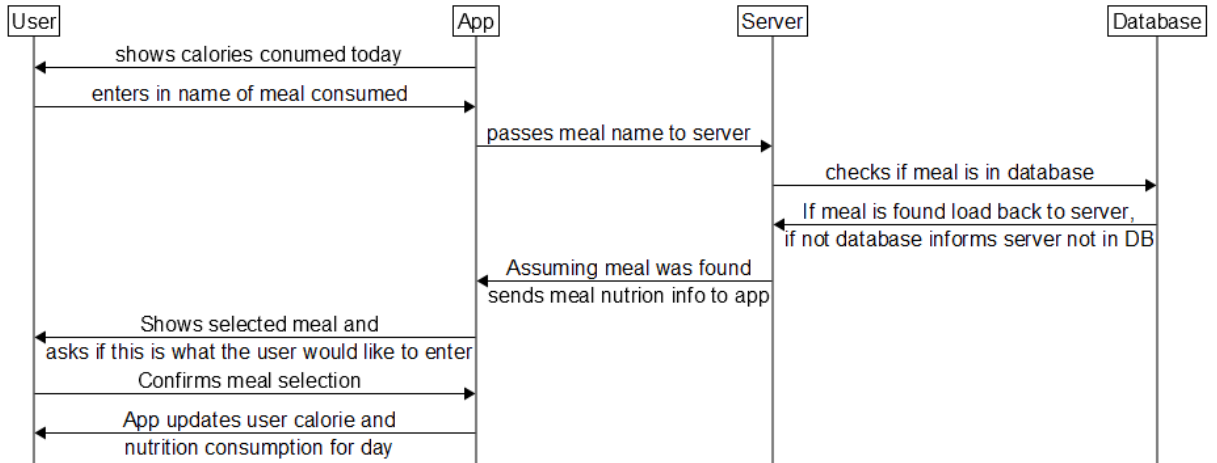 User App Server Database
shows calories conumed today
enters in name of meal consumed
passes meal name to server
checks if meal is in database
If meal is found load back to server,
if not database informs server not in DB
Assuming meal was found
sends meal nutrion info to app
Shows selected meal and
asks if this is what the user would like to enter
Confirms meal selection
App updates user calorie and
nutrition consumption for day